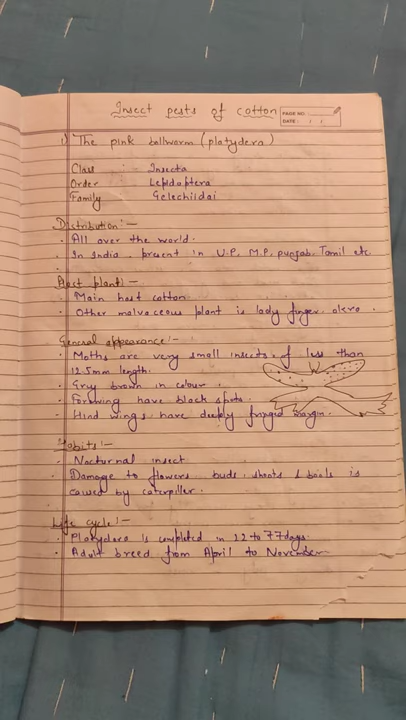 Insect pests of cotton
PAGE NO.
DATE: / /
1) The pink bollworm (platydera)
Class :- Insecta
Order Lepidoptera
Family Gelechildai
Distribution :-
· All over the world.
· In India . present in U.P, M.P, punjab, Tamil etc.
Host plant :-
· Main host cotton.
· Other malvaceous plant is lady finger, okra.
General appearance :-
· Moths are very small insects, of less than
12.5mm length.
· Grey brown in colour .
· Forewing have black spots.
· Hind wings have deeply fringed margin.
Habits :-
· Nocturnal insect
· Damage to flowers buds, shoots & bolls is
caused by caterpiller.
Life cycle :-
· Platydera is completed in 22 to 77 days.
· Adult breed from April to November